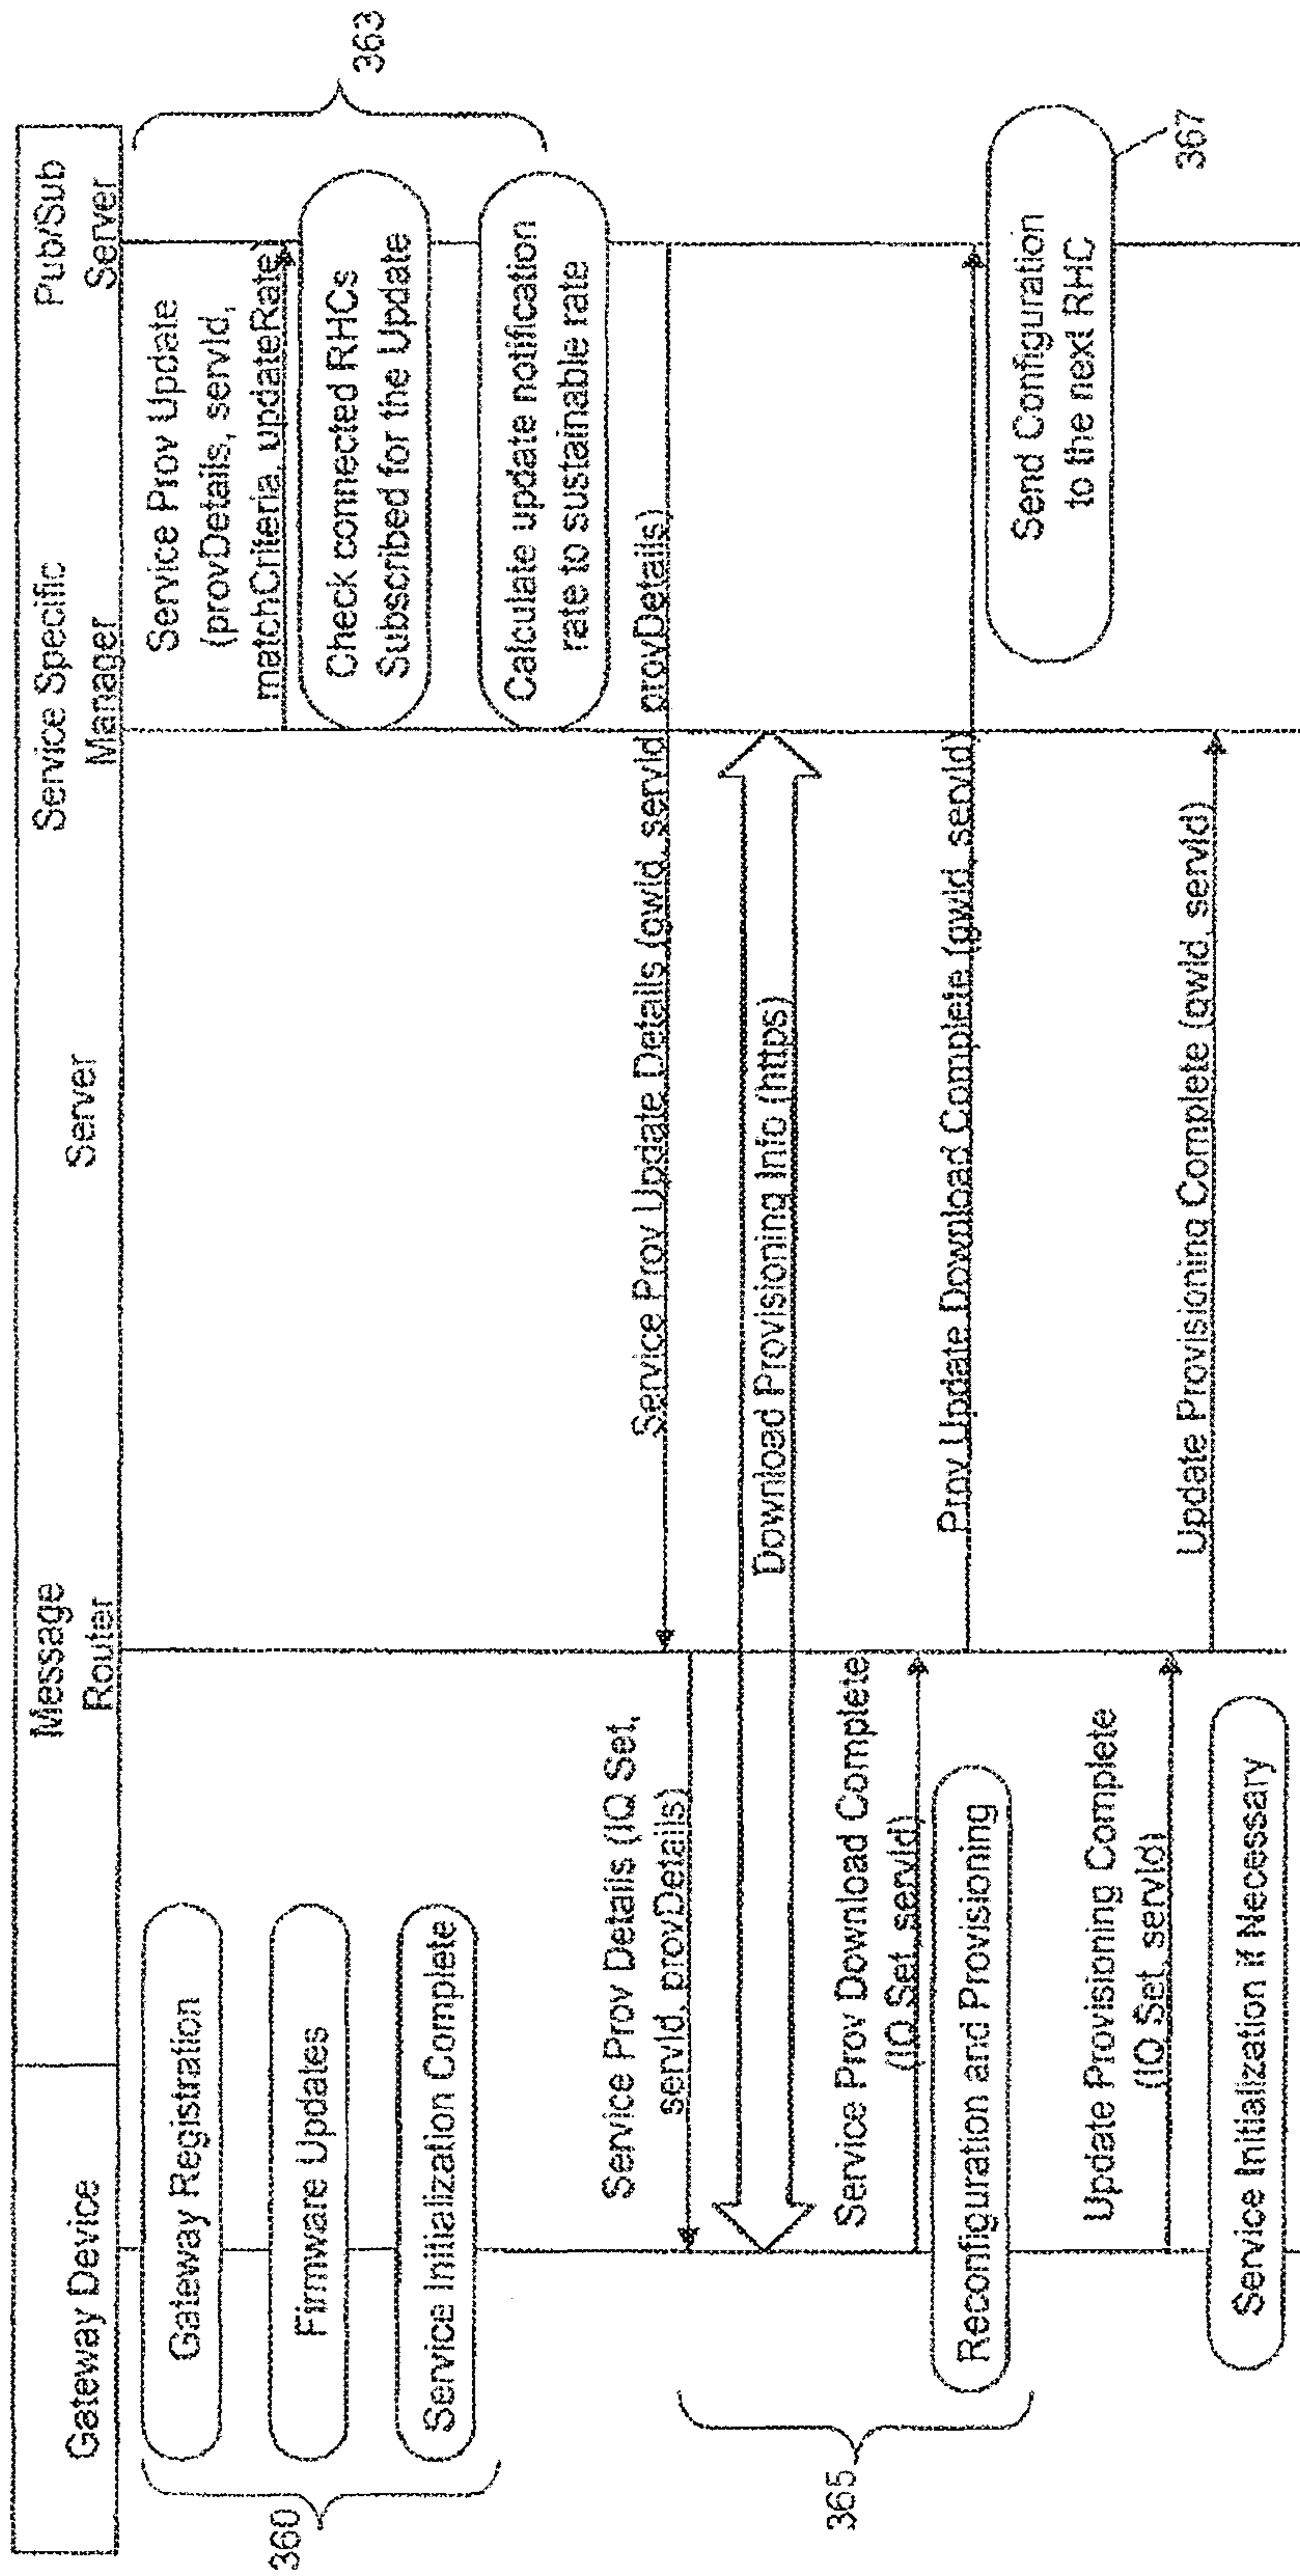 Gateway Device
Message
Router
Server
Service Specific
Manager
Pub/Sub
Server
360
Gateway Registration
Firmware Updates
Service Initialization Complete
Service Prov Update
(provDetails, servId,
matchCriteria, updateRate)
363
Check connected RHCs
Subscribed for the Update
Calculate update notification
rate to sustainable rate
Service Prov Update Details (gwId, servId, provDetails)
Service Prov Details (IQ Set,
servId, provDetails)
Download Provisioning Info (https)
365
Service Prov Download Complete
(IQ Set, servId)
Reconfiguration and Provisioning
Prov Update Download Complete (gwId, servId)
Send Configuration
to the next RHC
367
Update Provisioning Complete
(IQ Set, servId)
Update Provisioning Complete (gwId, servId)
Service Initialization if Necessary